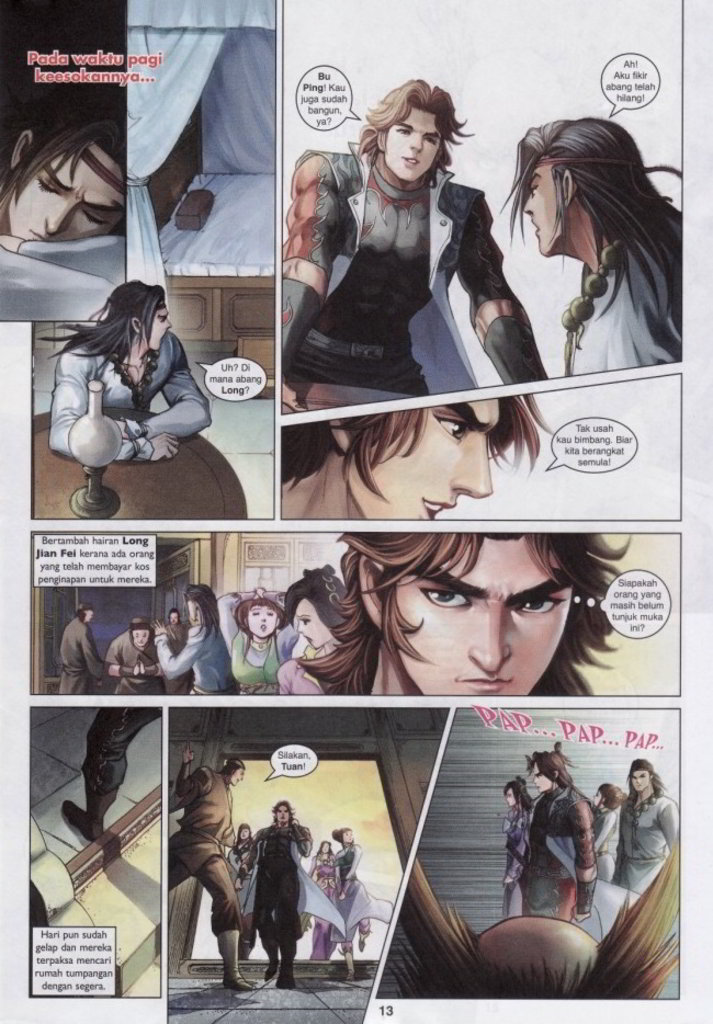 Pada waktu pagi
keesokannya...
Uh? Di
mana abang
Long?
Bu
Ping! Kau
juga sudah
bangun,
ya?
Ah!
Aku fikir
abang telah
hilang!
Tak usah
kau bimbang. Biar
kita berangkat
semula!
Bertambah hairan Long
Jian Fei kerana ada orang
yang telah membayar kos
penginapan untuk mereka.
Siapakah
orang yang
masih belum
tunjuk muka
ini?
Hari pun sudah
gelap dan mereka
terpaksa mencari
rumah tumpangan
dengan segera.
Silakan,
Tuan!
PAP... PAP... PAP...
13